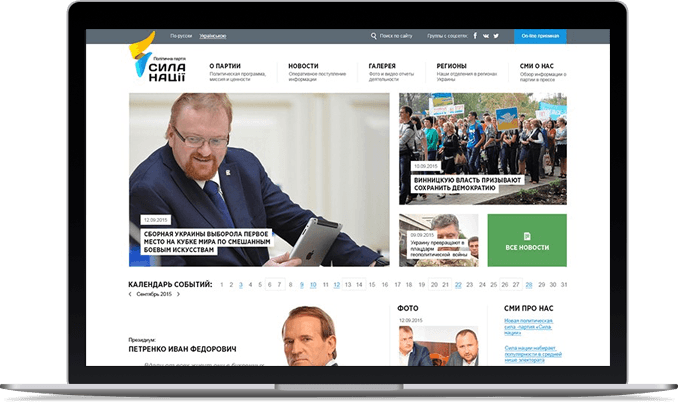 По русски
Українською
Поиск по сайту
Группы с соцсетях:
On-line приемная
Політична партія
СИЛА
НАЦІЇ
О ПАРТИИ
Политическая программа,
миссия и ценности
НОВОСТИ
Оперативное поступление
информации
ГАЛЕРЕЯ
Фото и видео отчеты
деятельности
РЕГИОНЫ
Наши отделения в регионах
Украины
СМИ О НАС
Обзор информации о
партии в прессе
12.09.2015
СБОРНАЯ УКРАИНЫ ВЫБОРОЛА ПЕРВОЕ
МЕСТО НА КУБКЕ МИРА ПО СМЕШАННЫМ
БОЕВЫМ ИСКУССТВАМ
10.09.2015
ВИННИЦКУЮ ВЛАСТЬ ПРИЗЫВАЮТ
СОХРАНИТЬ ДЕМОКРАТИЮ
09.09.2015
Украину превращают в
плацдарм
геополитической войны
ВСЕ НОВОСТИ
КАЛЕНДАРЬ СОБЫТИЙ:
1 2 3 4 5 6 7 8 9 10 11 12 13 14 15 16 17 18 19 20 21 22 23 24 25 26 27 28 29 30 31
Сентябрь 2015
Президиум:
ПЕТРЕНКО ИВАН ФЕДОРОВИЧ
ФОТО
12.09.2015
СМИ ПРО НАС
Новая политическая
сила, партия «Сила
нации»
Сила нации набирает
популярности в средней
нише электората